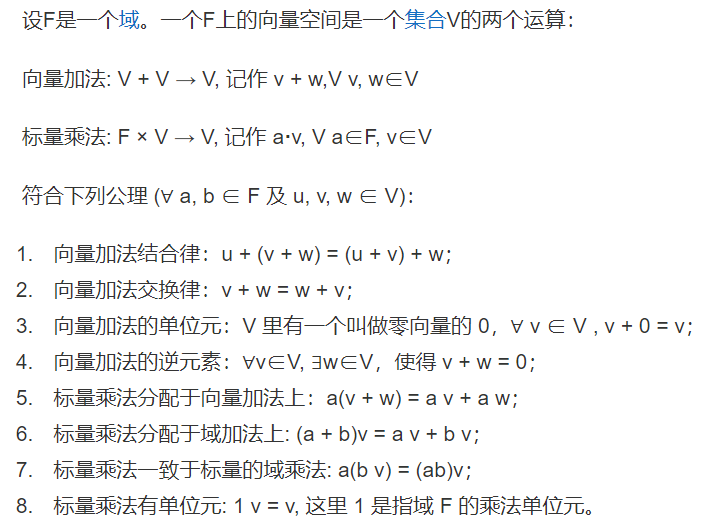 设F是一个域。一个F上的向量空间是一个集合V的两个运算：
向量加法: V + V → V, 记作 v + w,V v, w∈V
标量乘法: F × V → V, 记作 a·v, V a∈F, v∈V
符合下列公理 (∀ a, b ∈ F 及 u, v, w ∈ V)：
1. 向量加法结合律：u + (v + w) = (u + v) + w；
2. 向量加法交换律：v + w = w + v；
3. 向量加法的单位元：V 里有一个叫做零向量的 0，∀ v ∈ V , v + 0 = v；
4. 向量加法的逆元素：∀v∈V, ∃w∈V，使得 v + w = 0；
5. 标量乘法分配于向量加法上：a(v + w) = a v + a w；
6. 标量乘法分配于域加法上: (a + b)v = a v + b v；
7. 标量乘法一致于标量的域乘法: a(b v) = (ab)v；
8. 标量乘法有单位元: 1 v = v, 这里 1 是指域 F 的乘法单位元。